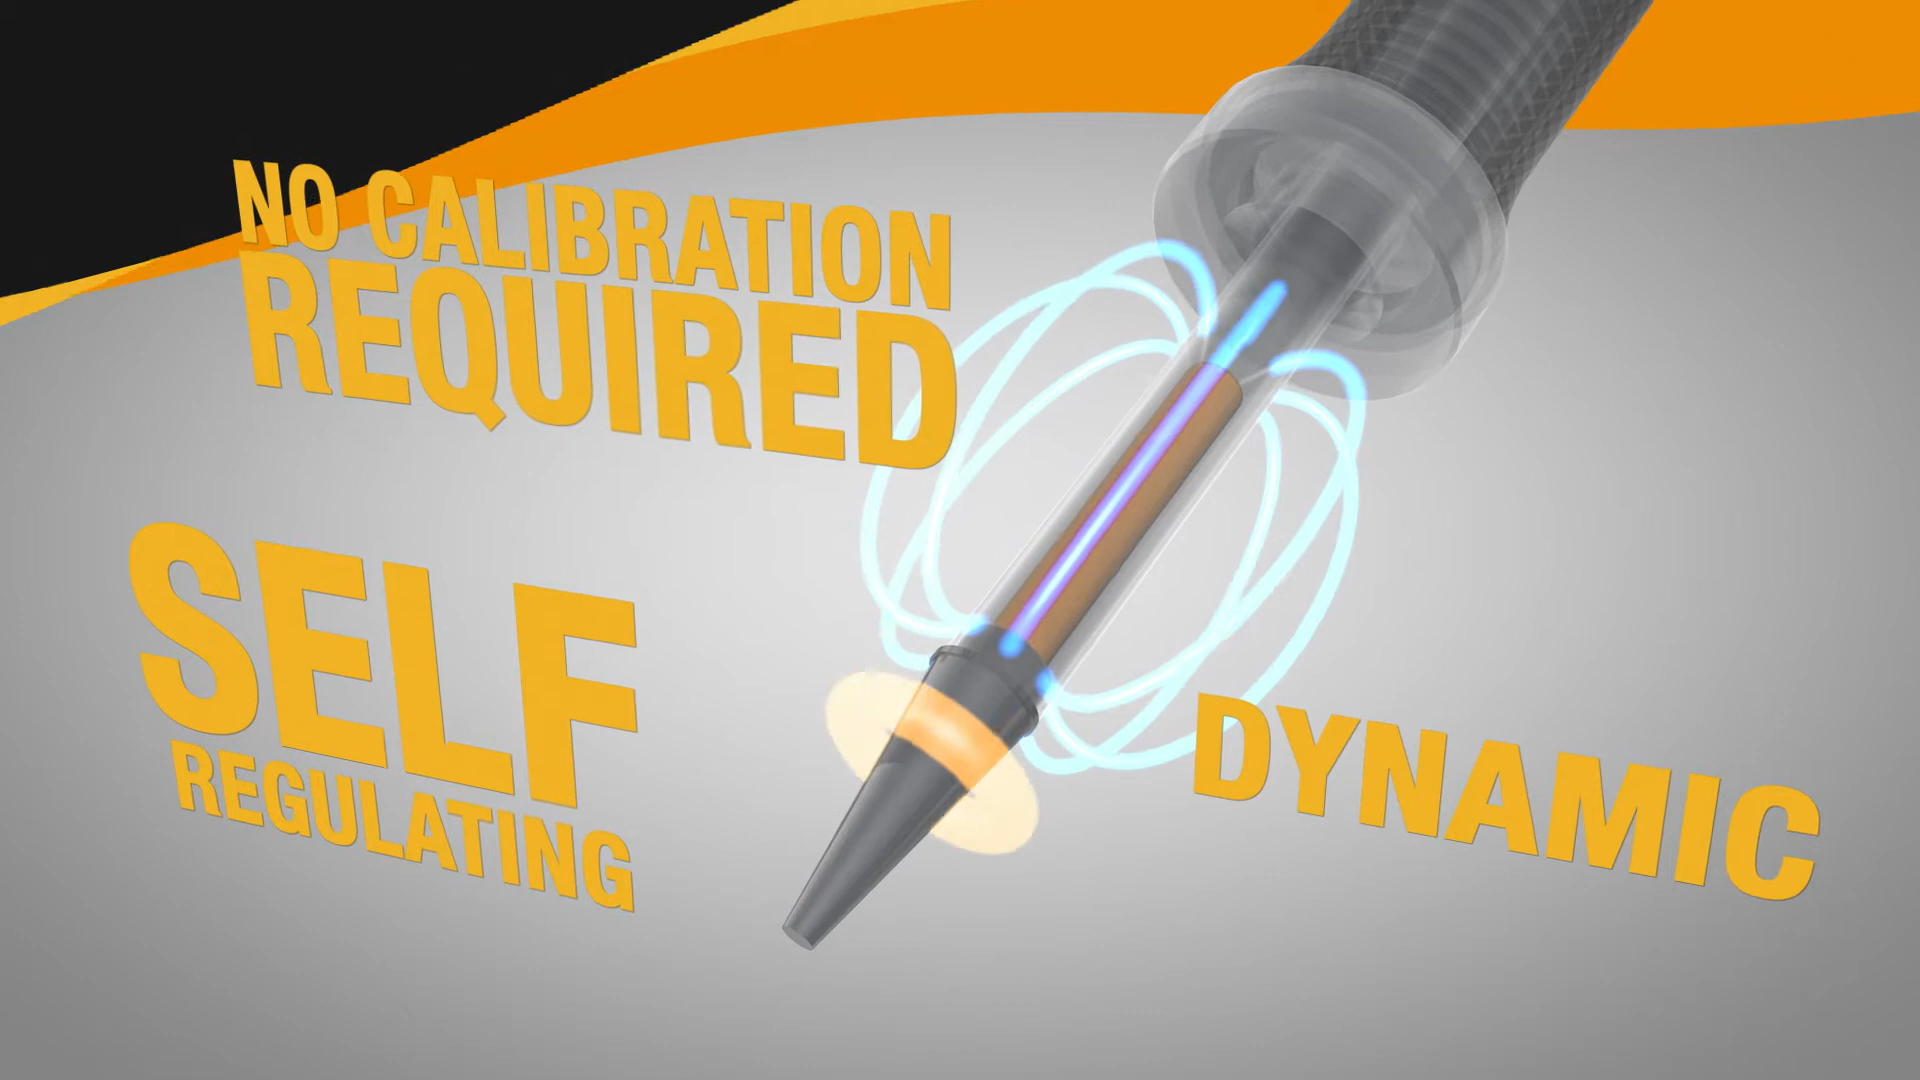 NO CALIBRATION
REQUIRED
SELF
REGULATING
DYNAMIC